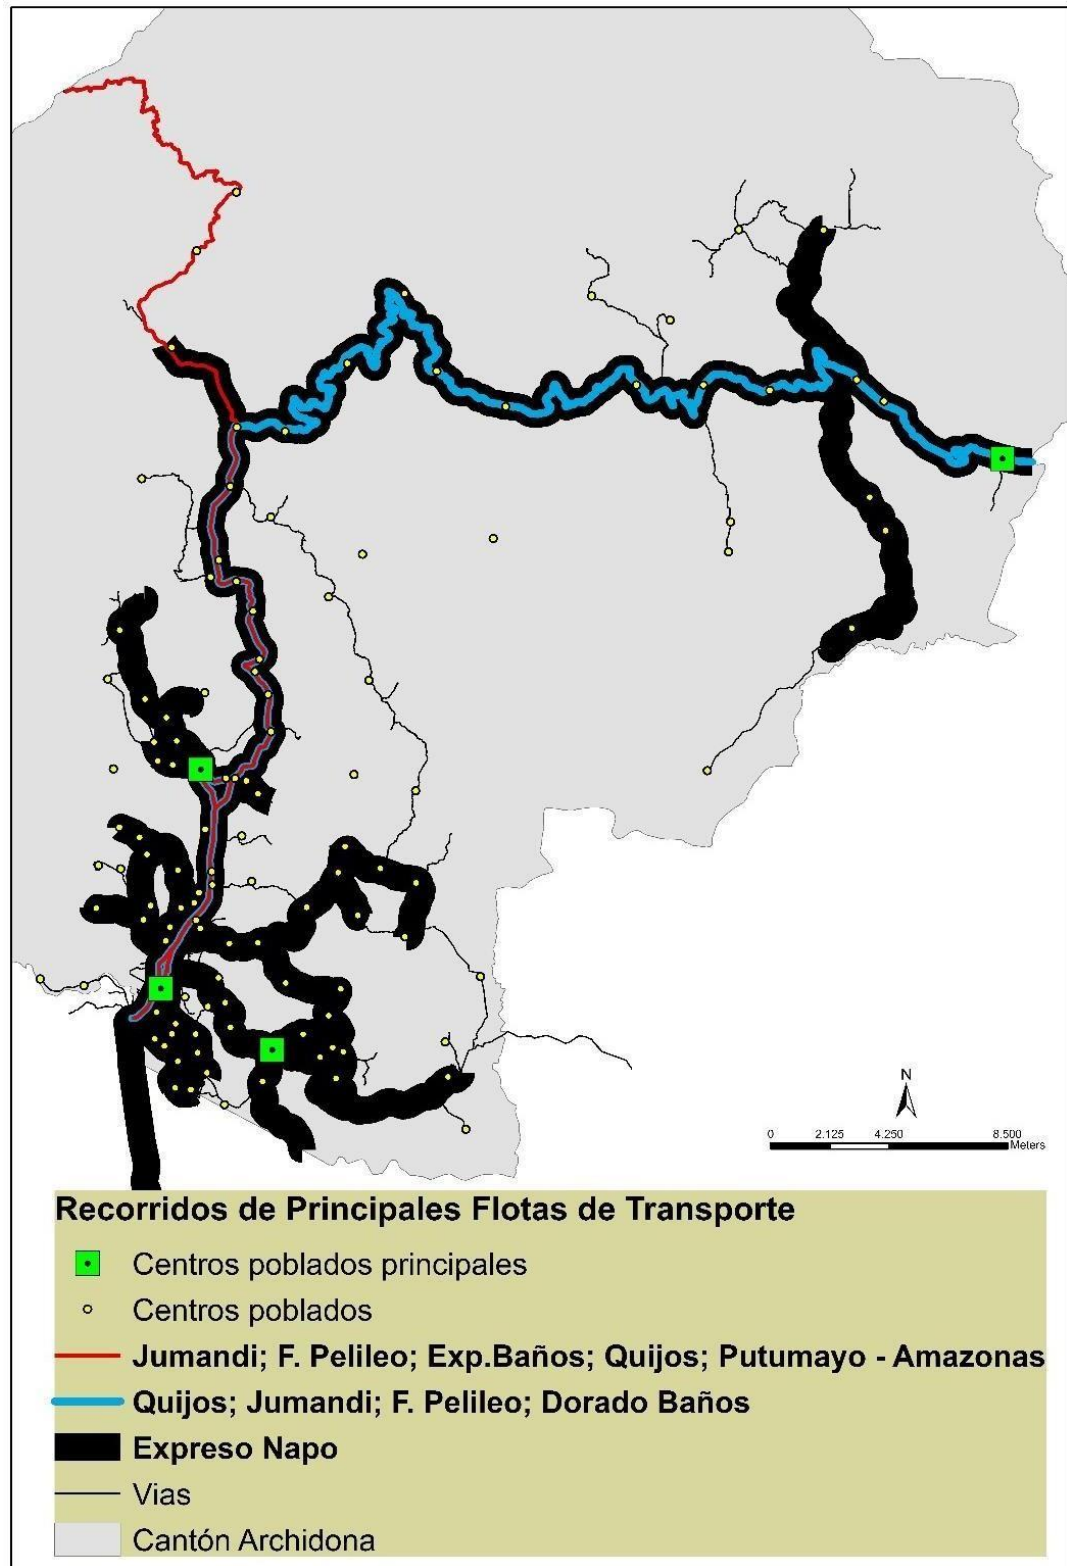 N
0 2.125 4.250 8.500
Meters
Recorridos de Principales Flotas de Transporte
Centros poblados principales
Centros poblados
Jumandi; F. Pelileo; Exp.Baños; Quijos; Putumayo - Amazonas
Quijos; Jumandi; F. Pelileo; Dorado Baños
Expreso Napo
Vias
Cantón Archidona